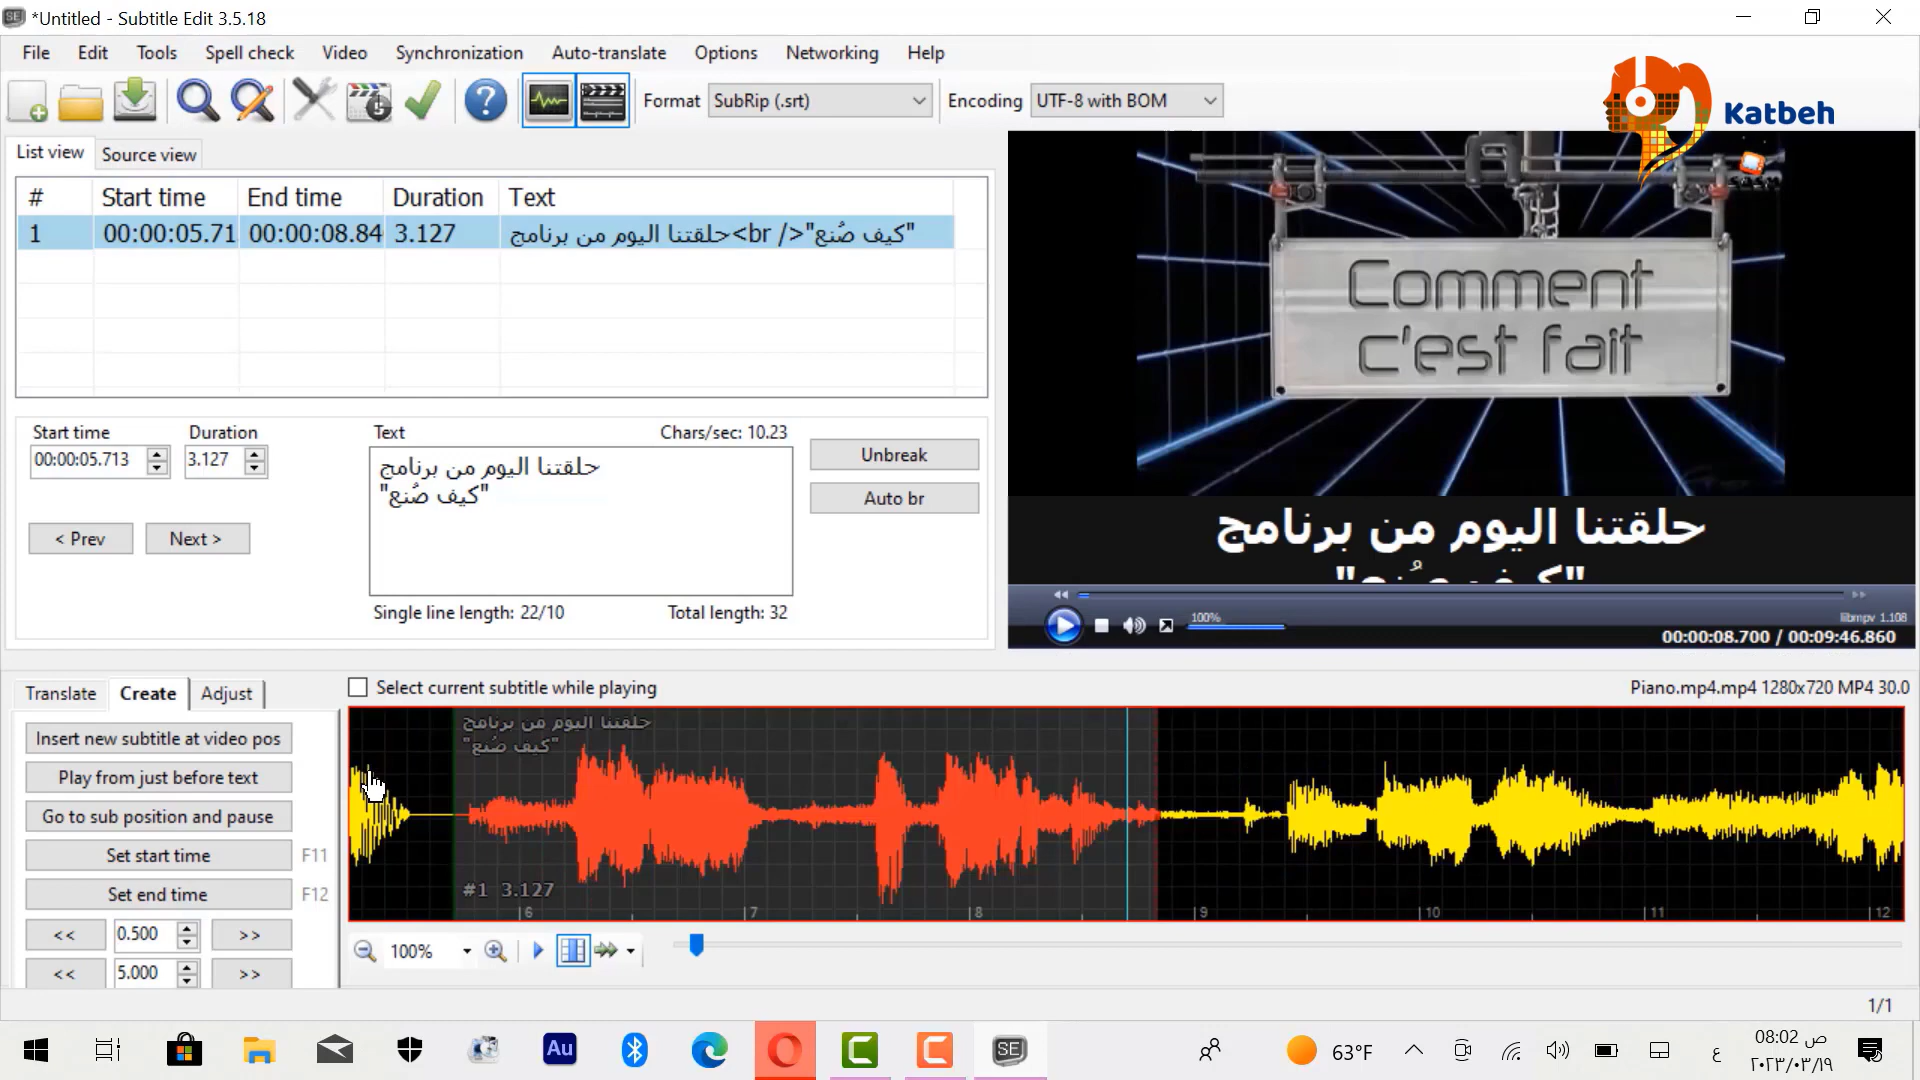 *Untitled - Subtitle Edit 3.5.18
File Edit Tools Spell check Video Synchronization Auto-translate Options Networking Help
Format SubRip (.srt) Encoding UTF-8 with BOM
Katbeh
List view Source view
# Start time End time Duration Text
1 00:00:05.71 00:00:08.84 3.127 حلقتنا اليوم من برنامج<br />"كيف صُنع"
Comment
c'est fait
Start time Duration Text Chars/sec: 10.23
00:00:05.713 3.127
حلقتنا اليوم من برنامج
"كيف صُنع"
Unbreak
Auto br
< Prev Next >
Single line length: 22/10 Total length: 32
حلقتنا اليوم من برنامج
"كيف صُنع"
100%
libmpv 1.108
00:00:08.700 / 00:09:46.860
Translate Create Adjust
Select current subtitle while playing
Piano.mp4.mp4 1280x720 MP4 30.0
Insert new subtitle at video pos
Play from just before text
Go to sub position and pause
Set start time F11
Set end time F12
<< 0.500 >>
<< 5.000 >>
حلقتنا اليوم من برنامج
"كيف صُنع"
#1 3.127
6 7 8 9 10 11 12
100%
1/1
Au
SE
63°F
ع
08:02 ص
٢٠٢٣/٠٣/١٩